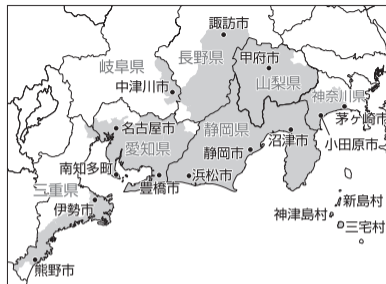 諏訪市
長野県
甲府市
岐阜県
山梨県
中津川市
神奈川県
茅ヶ崎市
名古屋市
静岡県
沼津市
小田原市
愛知県
静岡市
南知多町
豊橋市
浜松市
三重県
伊勢市
新島村
神津島村
三宅村
熊野市